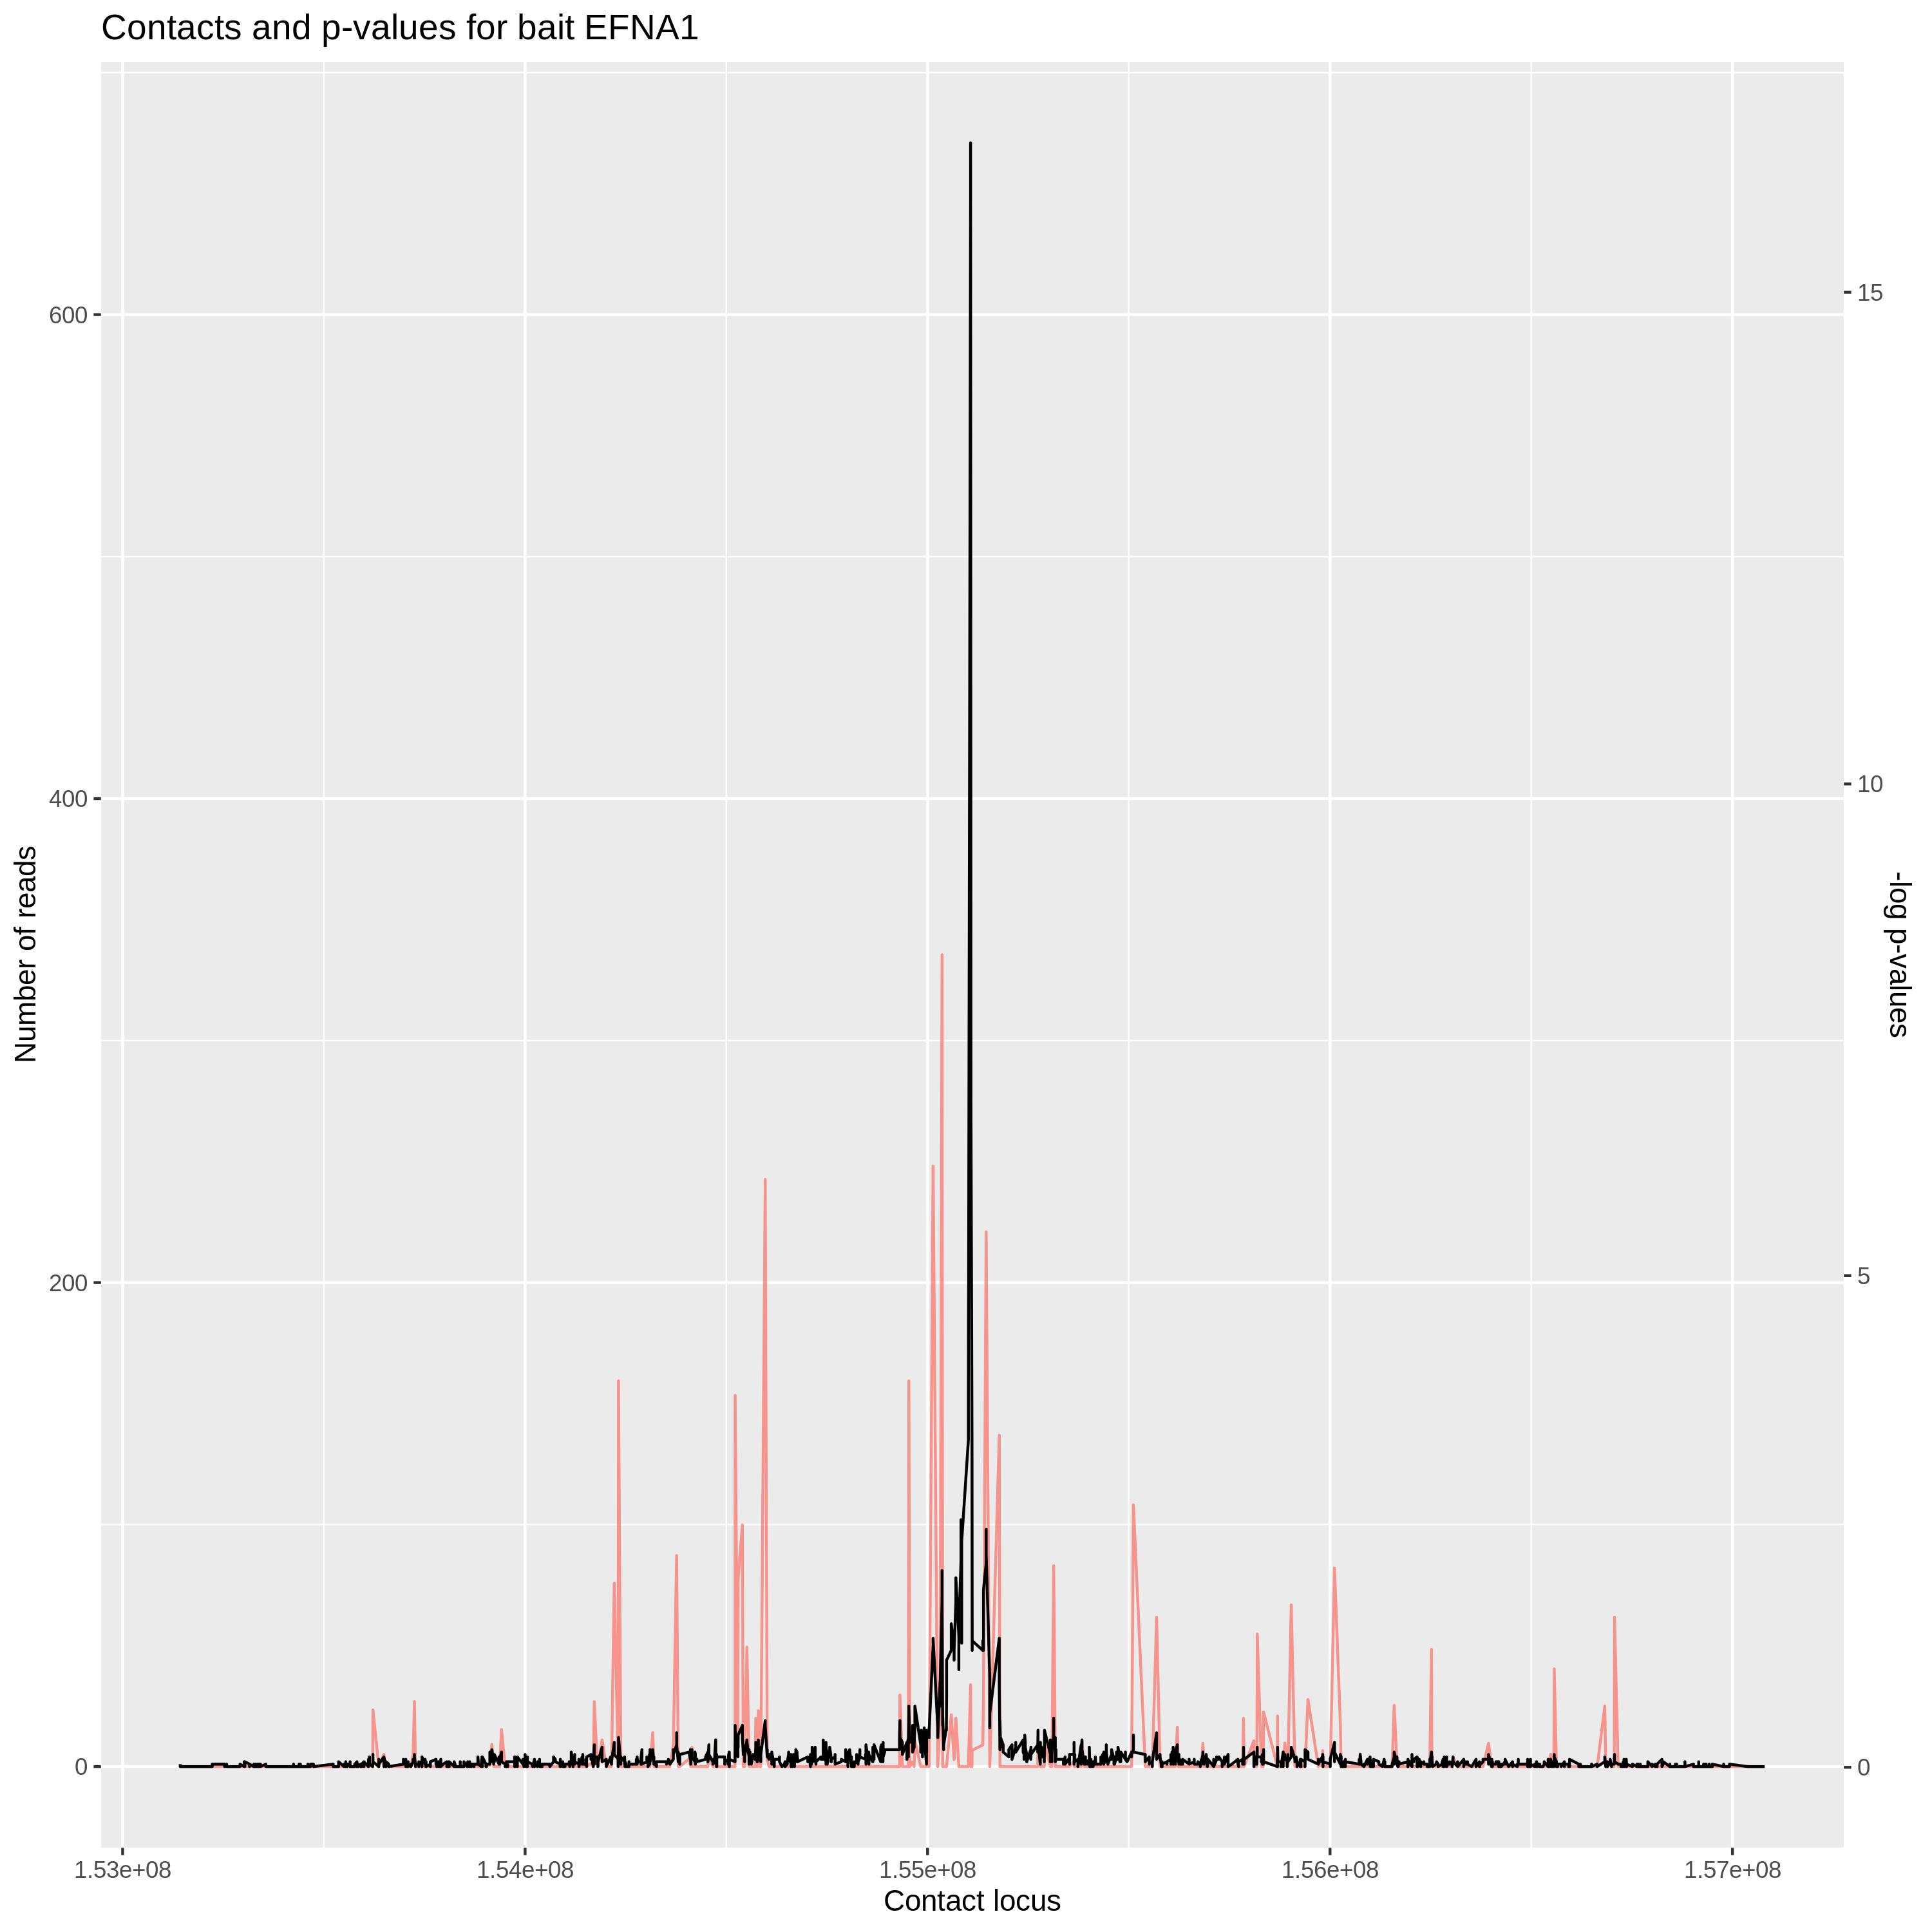 Contacts and p-values for bait EFNA1
600
400
200
0
Number of reads
15
10
5
0
-log p-values
1.53e+08 1.54e+08 1.55e+08 1.56e+08 1.57e+08
Contact locus